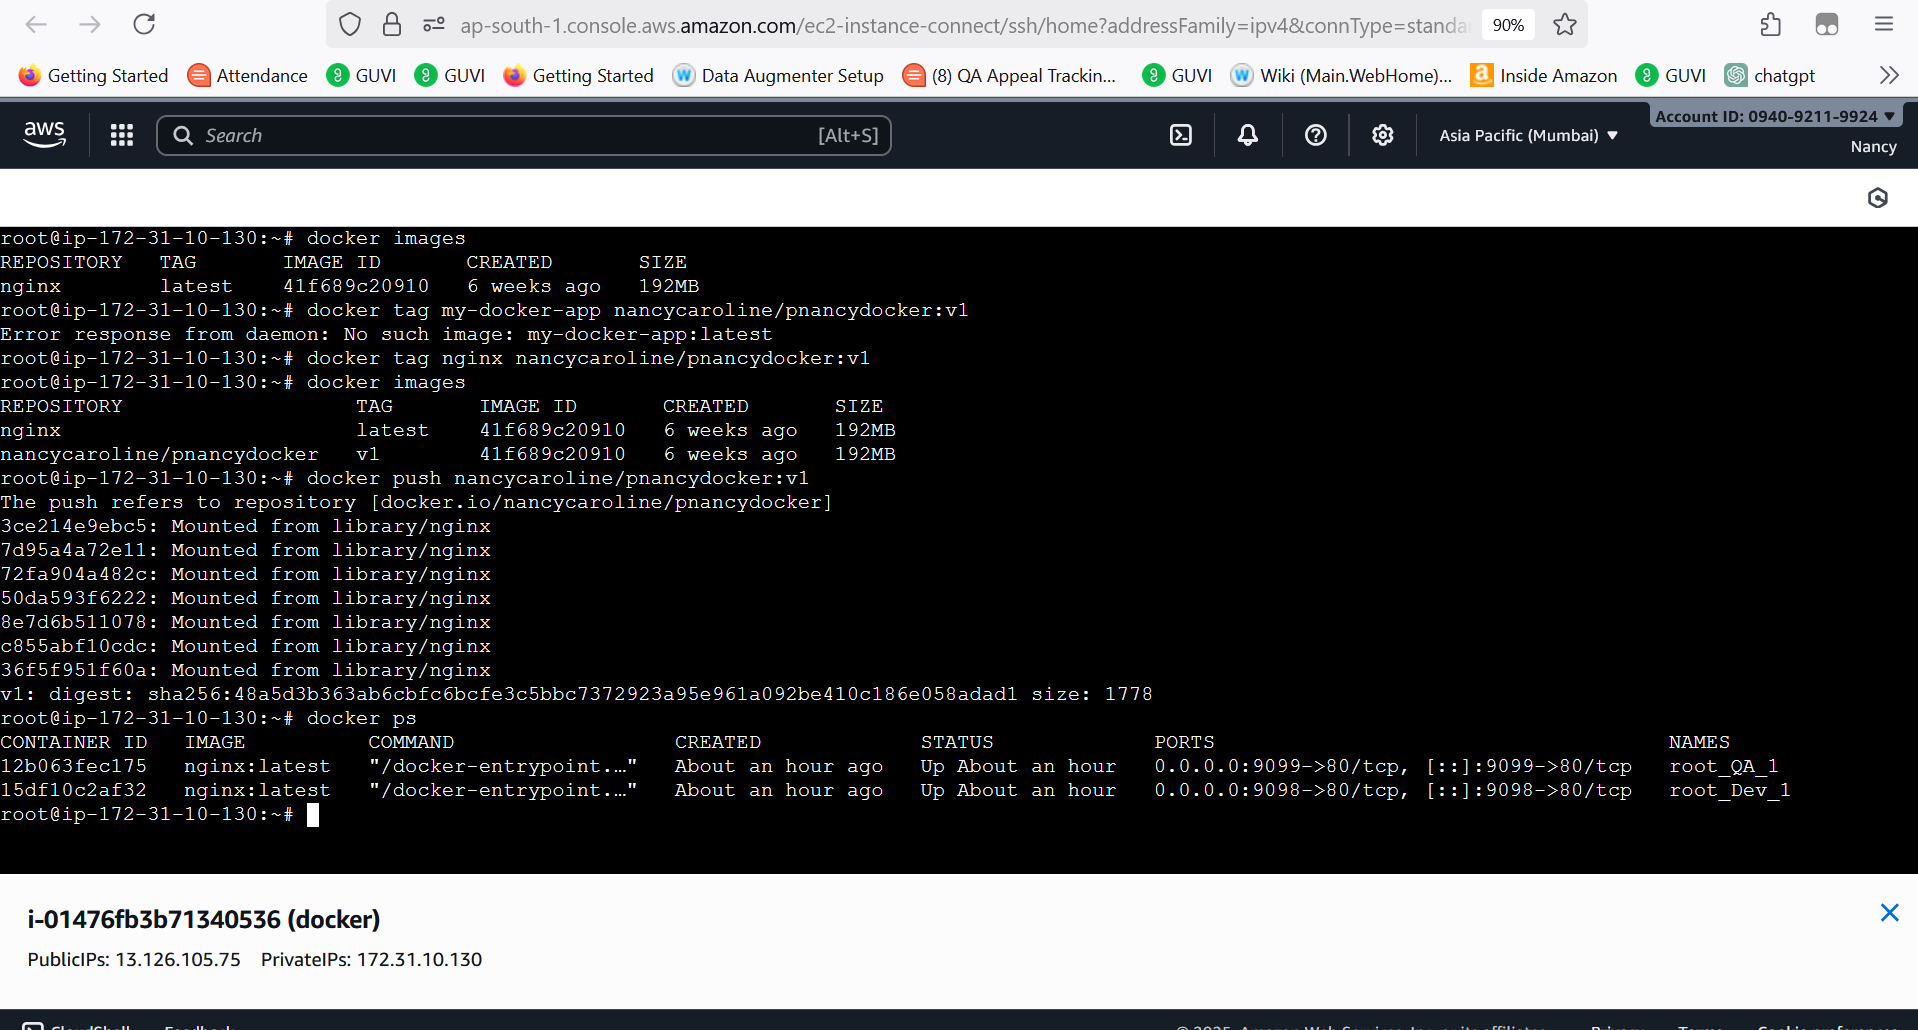 ap-south-1.console.aws.amazon.com/ec2-instance-connect/ssh/home?addressFamily=ipv4&connType=standa
90%
Getting Started Attendance GUVI GUVI Getting Started Data Augmenter Setup (8) QA Appeal Trackin... GUVI Wiki (Main.WebHome)... Inside Amazon GUVI chatgpt
aws Search [Alt+S] Asia Pacific (Mumbai) Account ID: 0940-9211-9924
Nancy
root@ip-172-31-10-130:~# docker images
REPOSITORY TAG IMAGE ID CREATED SIZE
nginx latest 41f689c20910 6 weeks ago 192MB
root@ip-172-31-10-130:~# docker tag my-docker-app nancycaroline/pnancydocker:v1
Error response from daemon: No such image: my-docker-app:latest
root@ip-172-31-10-130:~# docker tag nginx nancycaroline/pnancydocker:v1
root@ip-172-31-10-130:~# docker images
REPOSITORY TAG IMAGE ID CREATED SIZE
nginx latest 41f689c20910 6 weeks ago 192MB
nancycaroline/pnancydocker v1 41f689c20910 6 weeks ago 192MB
root@ip-172-31-10-130:~# docker push nancycaroline/pnancydocker:v1
The push refers to repository [docker.io/nancycaroline/pnancydocker]
3ce214e9ebc5: Mounted from library/nginx
7d95a4a72e11: Mounted from library/nginx
72fa904a482c: Mounted from library/nginx
50da593f6222: Mounted from library/nginx
8e7d6b511078: Mounted from library/nginx
c855abf10cdc: Mounted from library/nginx
36f5f951f60a: Mounted from library/nginx
v1: digest: sha256:48a5d3b363ab6cbfc6bcfe3c5bbc7372923a95e961a092be410c186e058adad1 size: 1778
root@ip-172-31-10-130:~# docker ps
CONTAINER ID IMAGE COMMAND CREATED STATUS PORTS NAMES
12b063fec175 nginx:latest "/docker-entrypoint.…" About an hour ago Up About an hour 0.0.0.0:9099->80/tcp, [::]:9099->80/tcp root_QA_1
15df10c2af32 nginx:latest "/docker-entrypoint.…" About an hour ago Up About an hour 0.0.0.0:9098->80/tcp, [::]:9098->80/tcp root_Dev_1
root@ip-172-31-10-130:~#
i-01476fb3b71340536 (docker)
PublicIPs: 13.126.105.75 PrivateIPs: 172.31.10.130
CloudShell Feedback © 2025, Amazon Web Services, Inc. or its affiliates. Privacy Terms Cookie preferences